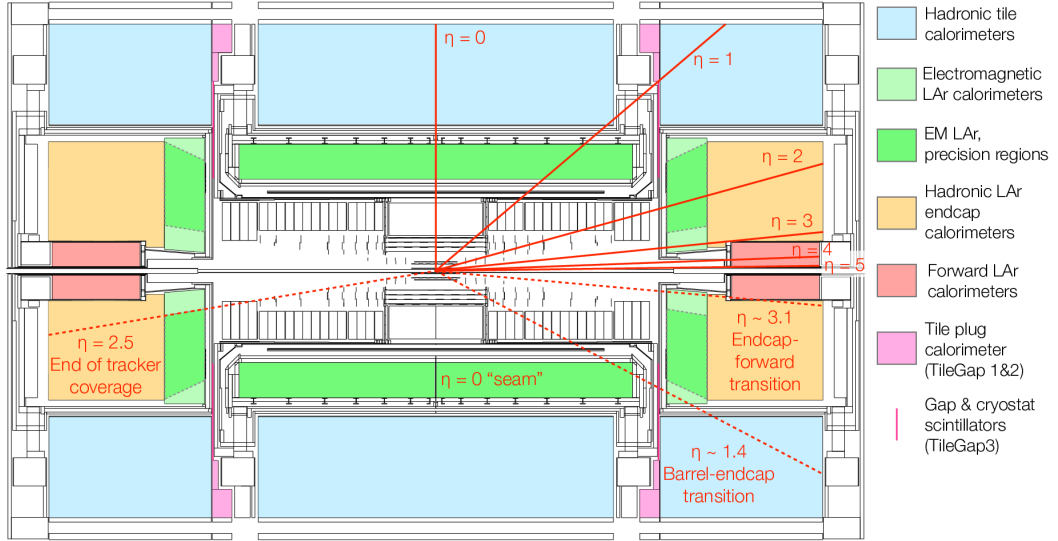 η = 0
η = 1
η = 2
η = 3
η = 4
η = 5
η = 2.5
End of tracker
coverage
η = 0 “seam”
η ~ 3.1
Endcap-
forward
transition
η ~ 1.4
Barrel-endcap
transition
Hadronic tile
calorimeters
Electromagnetic
LAr calorimeters
EM LAr,
precision regions
Hadronic LAr
endcap
calorimeters
Forward LAr
calorimeters
Tile plug
calorimeter
(TileGap 1&2)
Gap & cryostat
scintillators
(TileGap3)